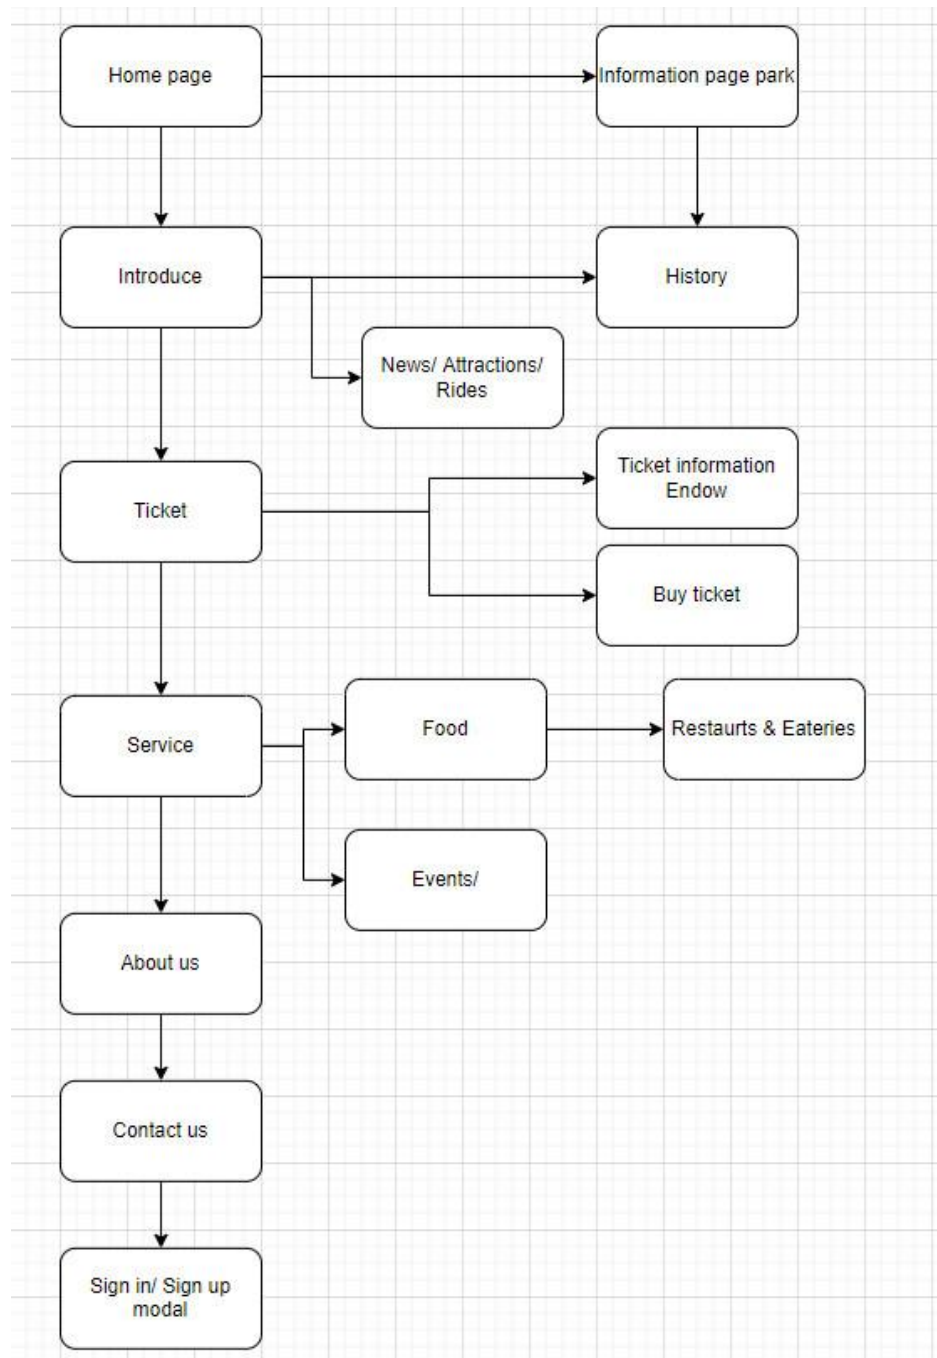 Home page
Information page park
Introduce
History
News/ Attractions/
Rides
Ticket
Ticket information
Endow
Buy ticket
Service
Food
Restaurts & Eateries
Events/
About us
Contact us
Sign in/ Sign up
modal